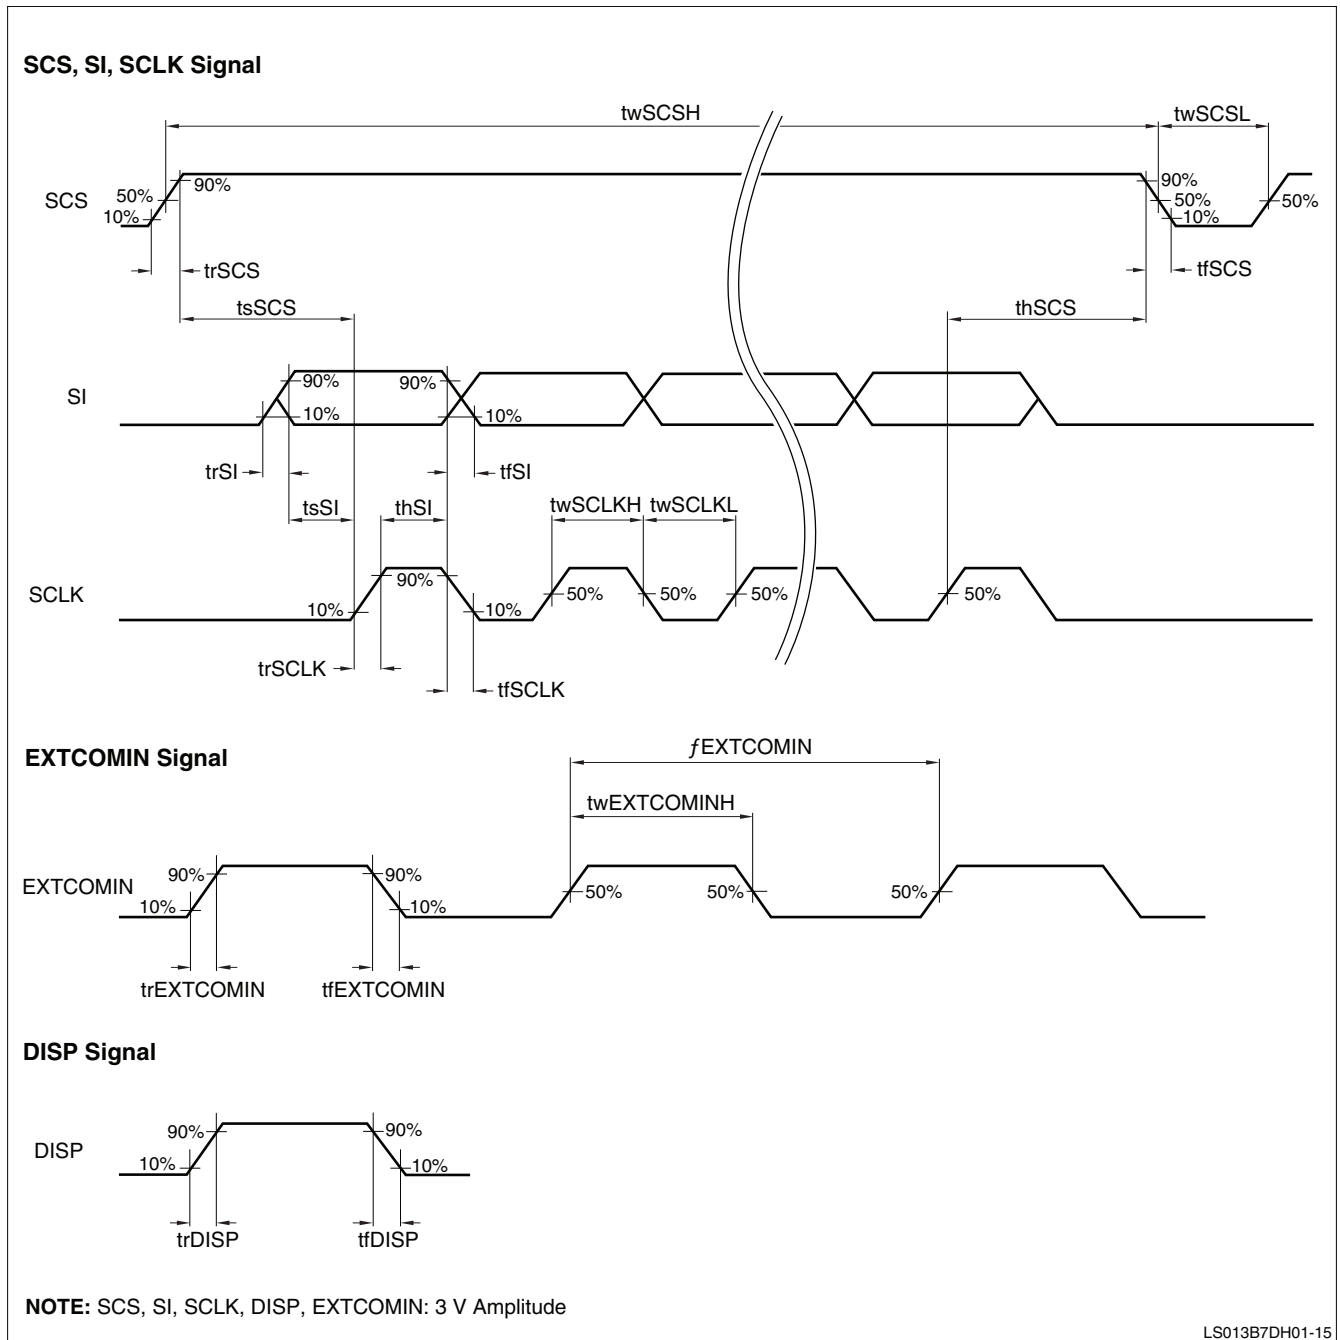 SCS, SI, SCLK Signal
twSCSH
twSCSL
SCS
50%
10%
90%
90%
50%
10%
50%
trSCS
tfSCS
tsSCS
thSCS
SI
90%
10%
90%
10%
trSI
tfSI
tsSI
thSI
twSCLKH
twSCLKL
SCLK
10%
90%
10%
50%
50%
50%
50%
trSCLK
tfSCLK
EXTCOMIN Signal
ƒEXTCOMIN
twEXTCOMINH
EXTCOMIN
90%
10%
90%
10%
50%
50%
50%
trEXTCOMIN
tfEXTCOMIN
DISP Signal
DISP
90%
10%
90%
10%
trDISP
tfDISP
NOTE: SCS, SI, SCLK, DISP, EXTCOMIN: 3 V Amplitude
LS013B7DH01-15